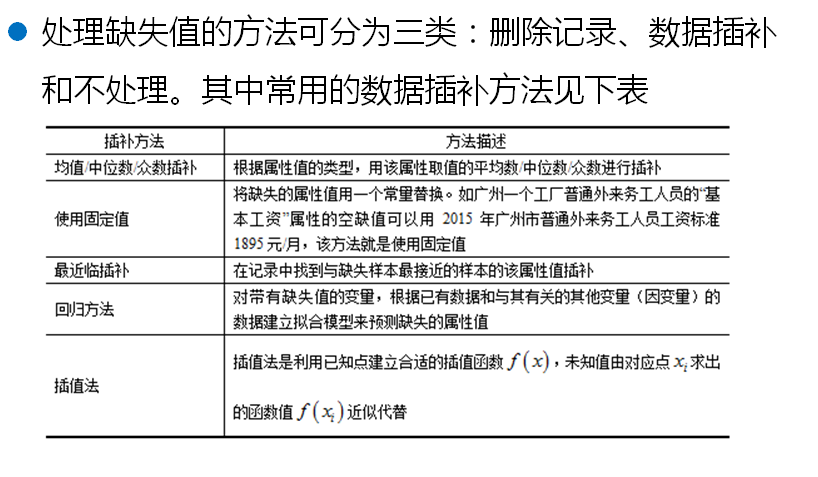 处理缺失值的方法可分为三类：删除记录、数据插补
和不处理。其中常用的数据插补方法见下表
插补方法 方法描述
均值/中位数/众数插补 根据属性值的类型，用该属性取值的平均数/中位数/众数进行插补
使用固定值
将缺失的属性值用一个常量替换。如广州一个工厂普通外来务工人员的“基
本工资”属性的空缺值可以用 2015 年广州市普通外来务工人员工资标准
1895 元/月，该方法就是使用固定值
最近临插补 在记录中找到与缺失样本最接近的样本的该属性值插补
回归方法
对带有缺失值的变量，根据已有数据和与其有关的其他变量（因变量）的
数据建立拟合模型来预测缺失的属性值
插值法
插值法是利用已知点建立合适的插值函数 f(x)，未知值由对应点 xᵢ 求出
的函数值 f(xᵢ) 近似代替